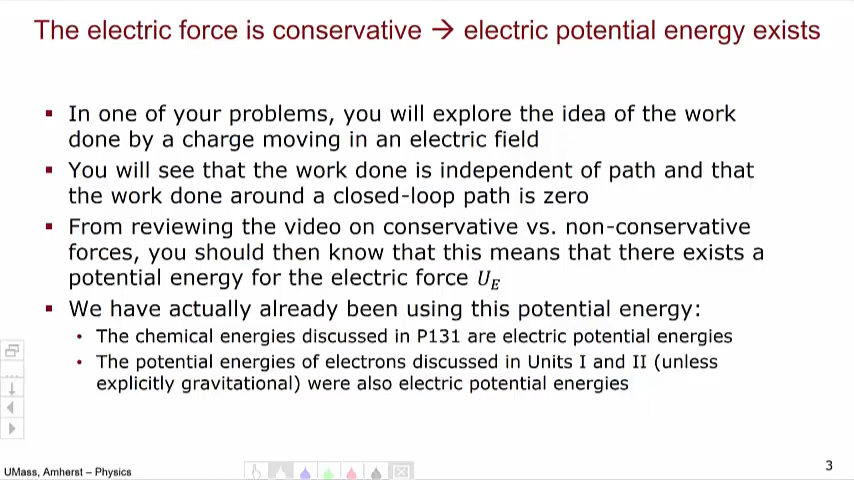 The electric force is conservative → electric potential energy exists
▪ In one of your problems, you will explore the idea of the work
done by a charge moving in an electric field
▪ You will see that the work done is independent of path and that
the work done around a closed-loop path is zero
▪ From reviewing the video on conservative vs. non-conservative
forces, you should then know that this means that there exists a
potential energy for the electric force U_E
▪ We have actually already been using this potential energy:
• The chemical energies discussed in P131 are electric potential energies
• The potential energies of electrons discussed in Units I and II (unless
explicitly gravitational) were also electric potential energies
UMass, Amherst – Physics
3